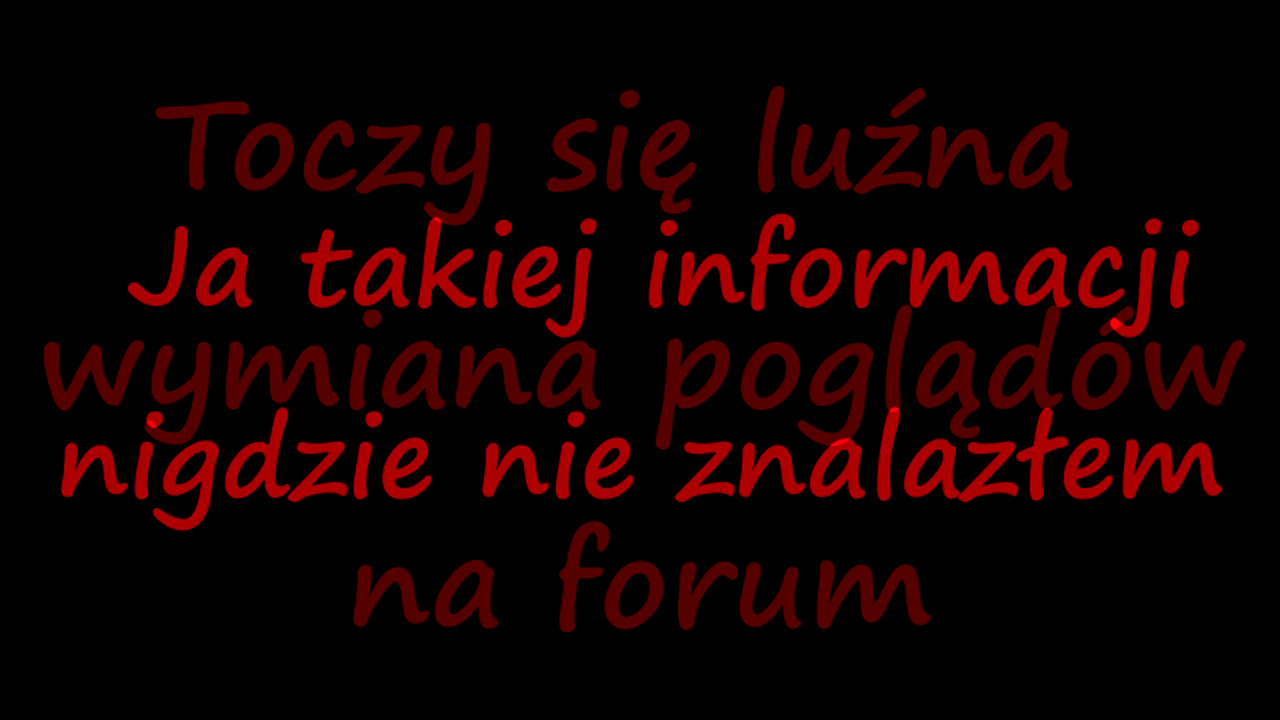 Toczy się luźna
Ja takiej informacji
wymiana poglądów
nigdzie nie znalazłem
na forum